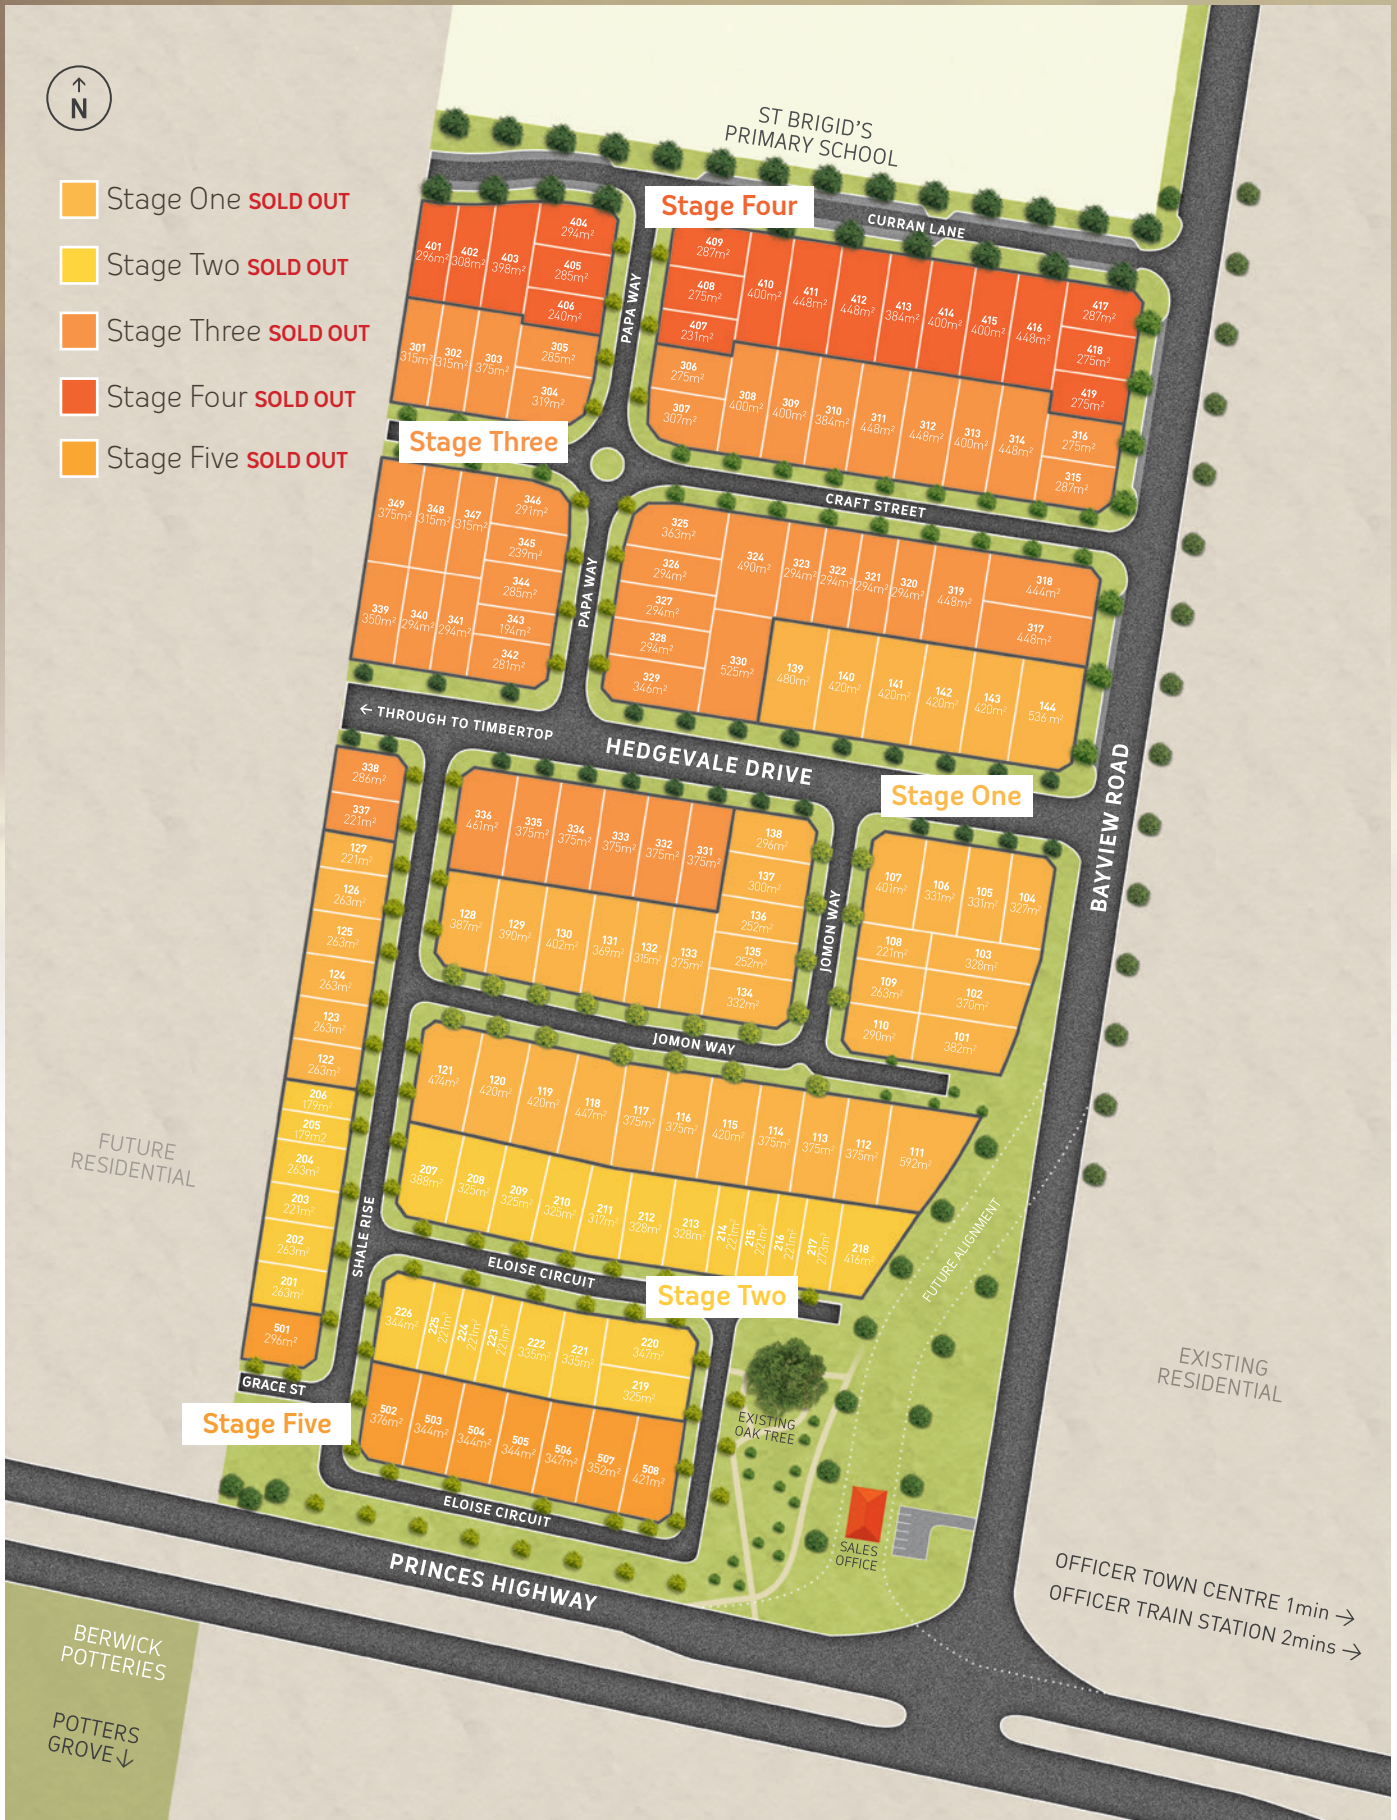 N
Stage One SOLD OUT
Stage Two SOLD OUT
Stage Three SOLD OUT
Stage Four SOLD OUT
Stage Five SOLD OUT
ST BRIGID'S
PRIMARY SCHOOL
Stage Four
CURRAN LANE
401
296m²
402
308m²
403
398m²
404
294m²
405
285m²
406
240m²
301
315m²
302
315m²
303
375m²
305
285m²
304
319m²
PAPA WAY
409
287m²
408
275m²
407
231m²
410
400m²
411
448m²
412
448m²
413
384m²
414
400m²
415
400m²
416
448m²
417
287m²
418
275m²
419
275m²
306
275m²
307
307m²
308
400m²
309
400m²
310
384m²
311
448m²
312
448m²
313
400m²
314
448m²
316
275m²
315
287m²
Stage Three
CRAFT STREET
349
375m²
348
315m²
347
315m²
346
291m²
345
239m²
344
285m²
343
194m²
342
281m²
339
350m²
340
294m²
341
294m²
PAPA WAY
325
363m²
326
294m²
327
294m²
328
294m²
329
346m²
324
490m²
330
525m²
323
294m²
322
294m²
321
294m²
320
294m²
319
448m²
318
444m²
317
448m²
139
480m²
140
420m²
141
420m²
142
420m²
143
420m²
144
536 m²
← THROUGH TO TIMBERTOP
HEDGEVALE DRIVE
Stage One
BAYVIEW ROAD
338
286m²
337
221m²
127
221m²
126
263m²
125
263m²
124
263m²
123
263m²
122
263m²
206
179m²
205
179m2
204
263m²
203
221m²
202
263m²
201
263m²
501
296m²
336
461m²
335
375m²
334
375m²
333
375m²
332
375m²
331
375m²
138
296m²
137
300m²
136
252m²
135
252m²
134
332m²
128
387m²
129
390m²
130
402m²
131
369m²
132
315m²
133
375m²
JOMON WAY
107
401m²
106
331m²
105
331m²
104
327m²
108
221m²
103
328m²
109
263m²
102
370m²
110
290m²
101
382m²
JOMON WAY
121
474m²
120
420m²
119
420m²
118
447m²
117
375m²
116
375m²
115
420m²
114
375m²
113
375m²
112
375m²
111
592m²
207
388m²
208
325m²
209
325m²
210
325m²
211
317m²
212
328m²
213
328m²
214
221m²
215
221m²
216
221m²
217
273m²
218
416m²
FUTURE
RESIDENTIAL
SHALE RISE
ELOISE CIRCUIT
Stage Two
FUTURE ALIGNMENT
226
344m²
225
221m²
224
221m²
223
221m²
222
335m²
221
335m²
220
347m²
219
325m²
502
376m²
503
344m²
504
344m²
505
344m²
506
347m²
507
352m²
508
421m²
GRACE ST
Stage Five
EXISTING
OAK TREE
EXISTING
RESIDENTIAL
ELOISE CIRCUIT
SALES
OFFICE
PRINCES HIGHWAY
OFFICER TOWN CENTRE 1min →
OFFICER TRAIN STATION 2mins →
BERWICK
POTTERIES
POTTERS
GROVE ↓